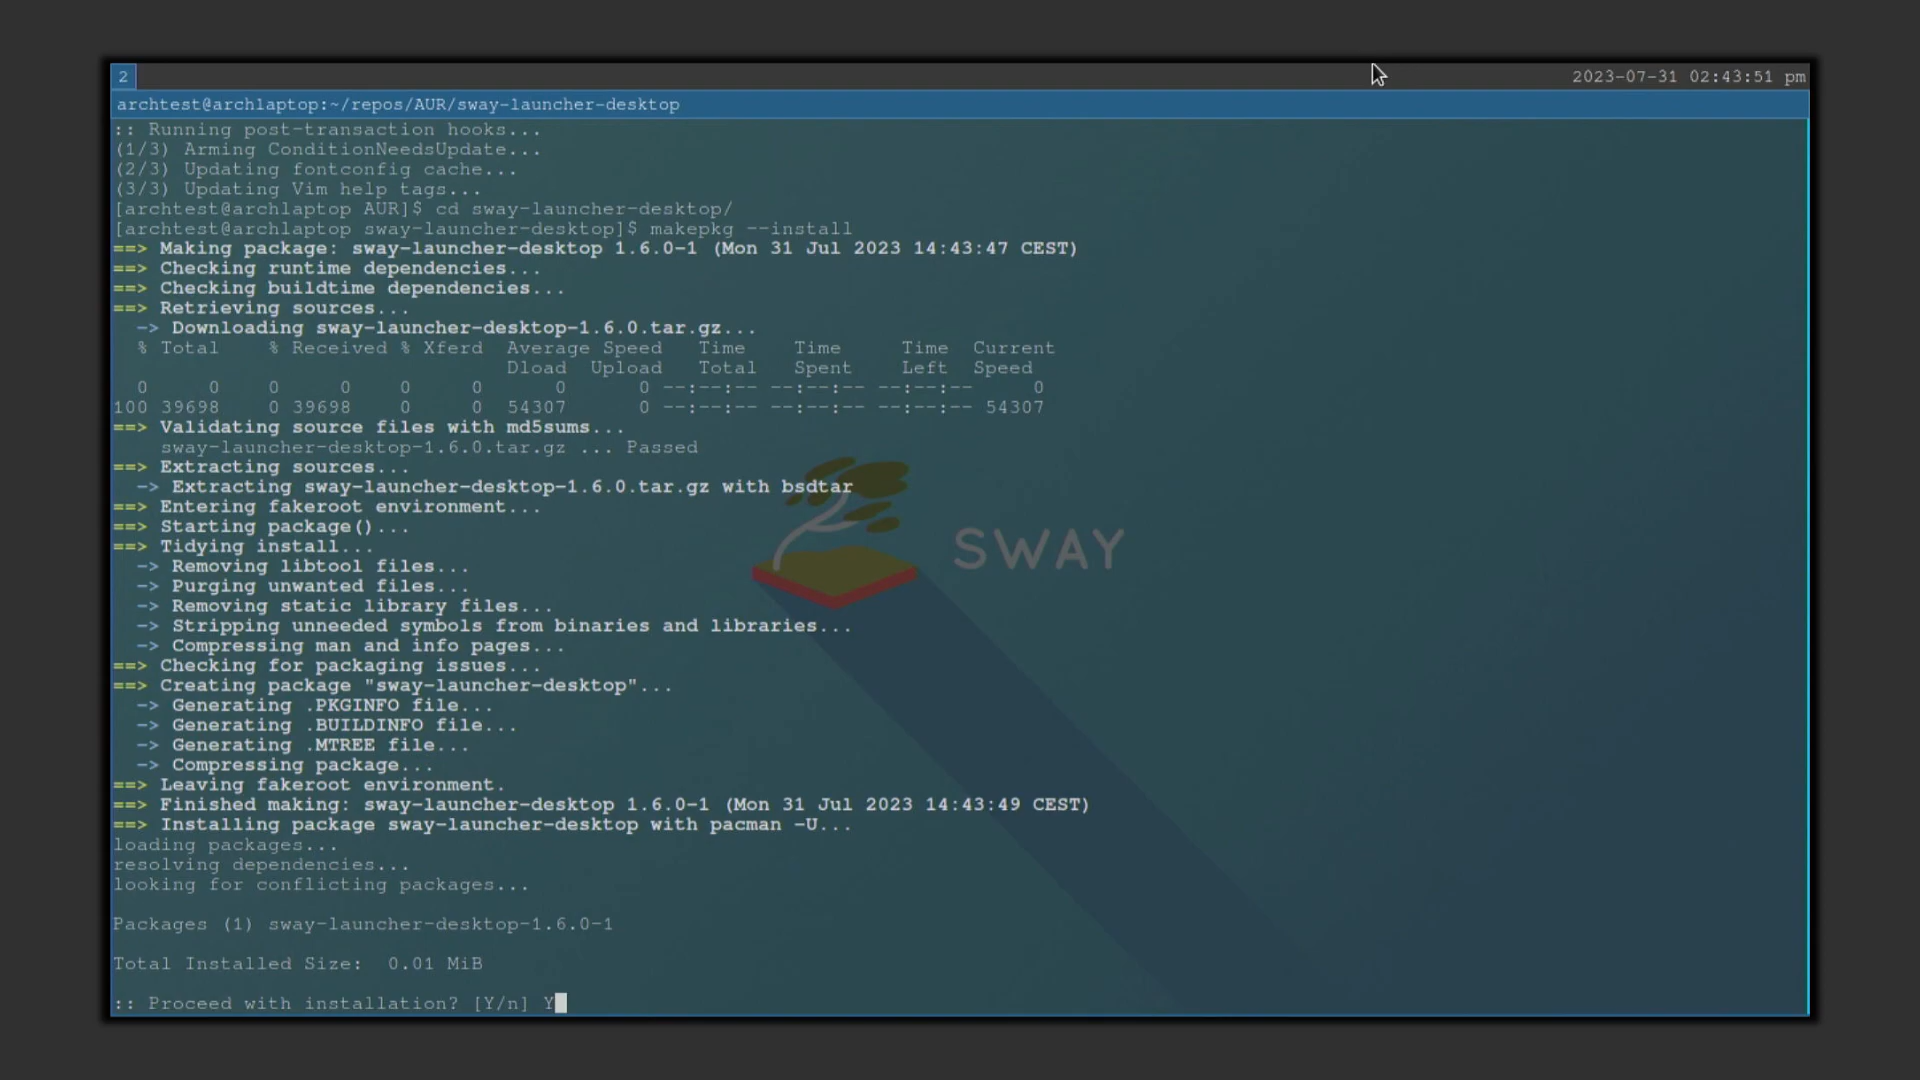 2
2023-07-31 02:43:51 pm
archtest@archlaptop:~/repos/AUR/sway-launcher-desktop
:: Running post-transaction hooks...
(1/3) Arming ConditionNeedsUpdate...
(2/3) Updating fontconfig cache...
(3/3) Updating Vim help tags...
[archtest@archlaptop AUR]$ cd sway-launcher-desktop/
[archtest@archlaptop sway-launcher-desktop]$ makepkg --install
==> Making package: sway-launcher-desktop 1.6.0-1 (Mon 31 Jul 2023 14:43:47 CEST)
==> Checking runtime dependencies...
==> Checking buildtime dependencies...
==> Retrieving sources...
  -> Downloading sway-launcher-desktop-1.6.0.tar.gz...
  % Total    % Received % Xferd  Average Speed   Time    Time     Time  Current
                                 Dload  Upload   Total   Spent    Left  Speed
  0     0    0     0    0     0      0      0 --:--:-- --:--:-- --:--:--     0
100 39698    0 39698    0     0  54307      0 --:--:-- --:--:-- --:--:-- 54307
==> Validating source files with md5sums...
    sway-launcher-desktop-1.6.0.tar.gz ... Passed
==> Extracting sources...
  -> Extracting sway-launcher-desktop-1.6.0.tar.gz with bsdtar
==> Entering fakeroot environment...
==> Starting package()...
==> Tidying install...
  -> Removing libtool files...
  -> Purging unwanted files...
  -> Removing static library files...
  -> Stripping unneeded symbols from binaries and libraries...
  -> Compressing man and info pages...
==> Checking for packaging issues...
==> Creating package "sway-launcher-desktop"...
  -> Generating .PKGINFO file...
  -> Generating .BUILDINFO file...
  -> Generating .MTREE file...
  -> Compressing package...
==> Leaving fakeroot environment.
==> Finished making: sway-launcher-desktop 1.6.0-1 (Mon 31 Jul 2023 14:43:49 CEST)
==> Installing package sway-launcher-desktop with pacman -U...
loading packages...
resolving dependencies...
looking for conflicting packages...
Packages (1) sway-launcher-desktop-1.6.0-1
Total Installed Size:  0.01 MiB
:: Proceed with installation? [Y/n] Y
SWAY